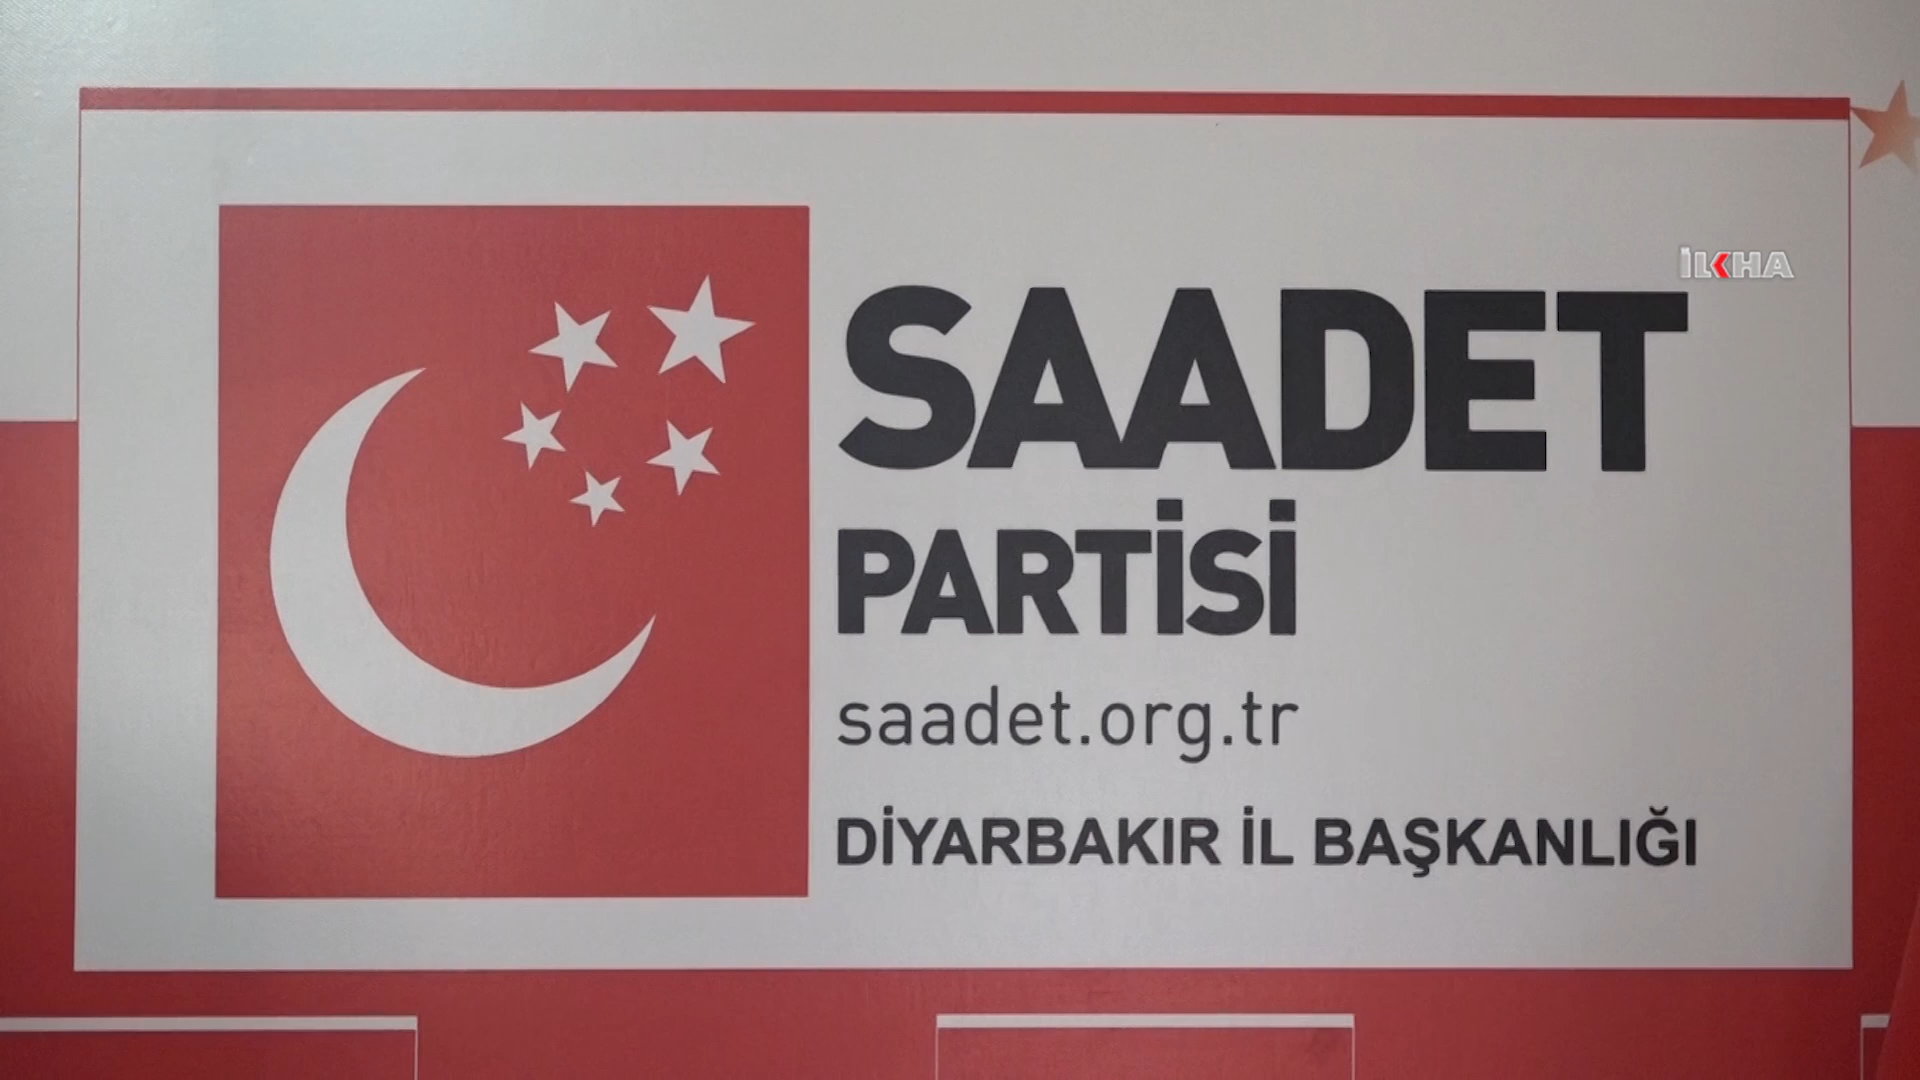 İLKHA
SAADET
PARTİSİ
saadet.org.tr
DİYARBAKIR İL BAŞKANLIĞI